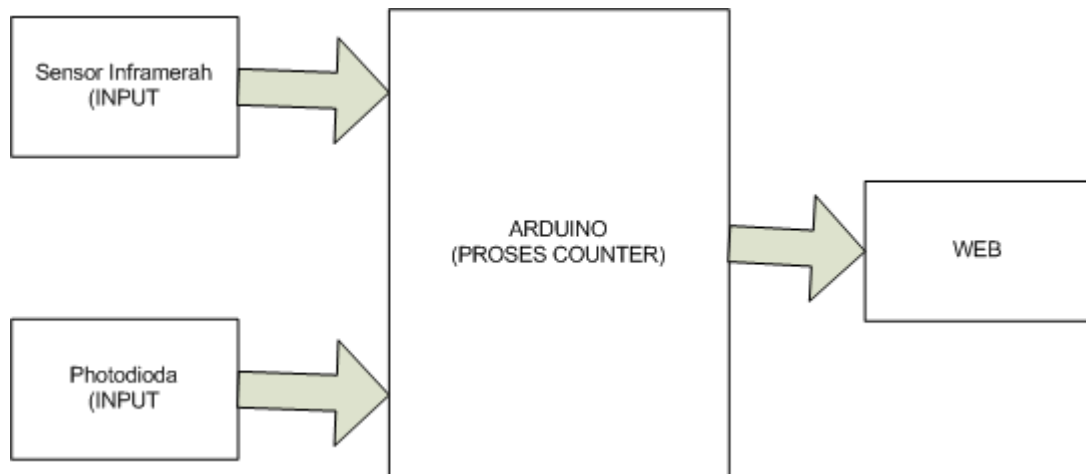 Sensor Inframerah
(INPUT
ARDUINO
(PROSES COUNTER)
WEB
Photodioda
(INPUT